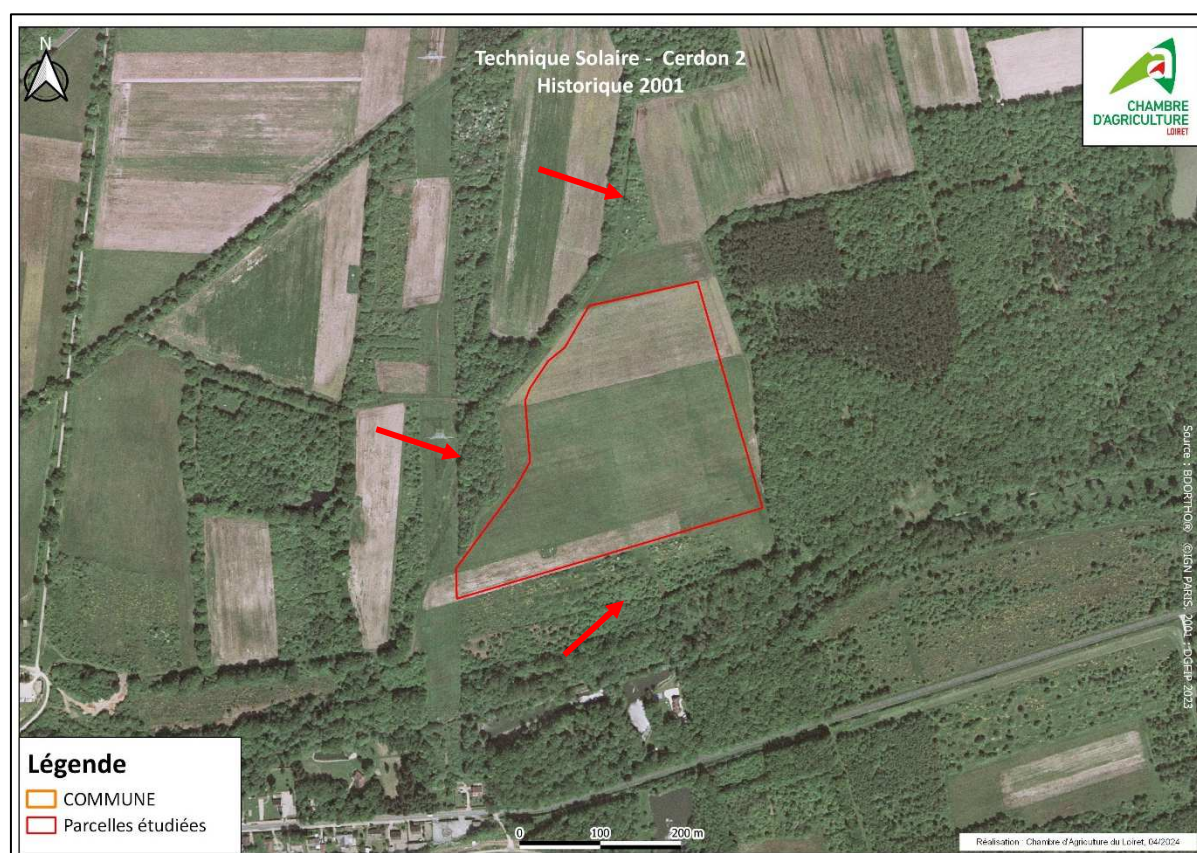 N
Technique Solaire - Cerdon 2
Historique 2001
a
CHAMBRE
D'AGRICULTURE
LOIRET
Source : BDORTHO®, ©IGN PARIS, 2001 ; DGFIP 2023
Légende
COMMUNE
Parcelles étudiées
0 100 200 m
Réalisation : Chambre d'Agriculture du Loiret, 04/2024